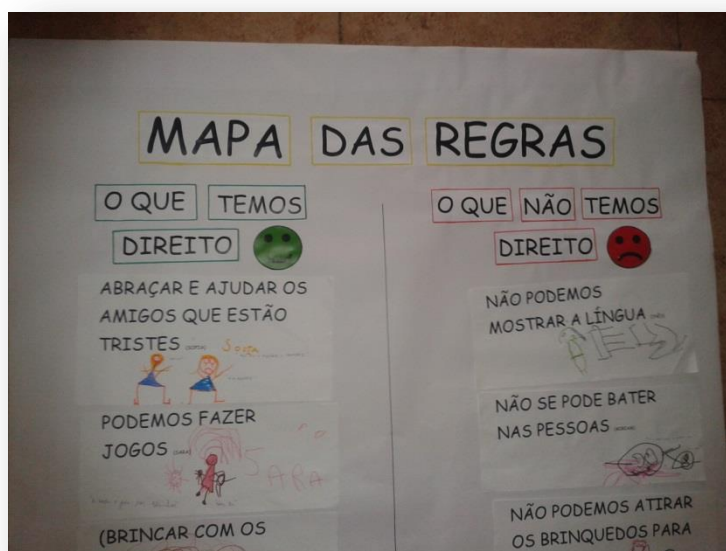 MAPA DAS REGRAS
O QUE TEMOS
DIREITO
ABRAÇAR E AJUDAR OS
AMIGOS QUE ESTÃO
TRISTES
SOFIA
PODEMOS FAZER
JOGOS
SARA
(BRINCAR COM OS
O QUE NÃO TEMOS
DIREITO
NÃO PODEMOS
MOSTRAR A LÍNGUA
NÃO SE PODE BATER
NAS PESSOAS
NÃO PODEMOS ATIRAR
OS BRINQUEDOS PARA